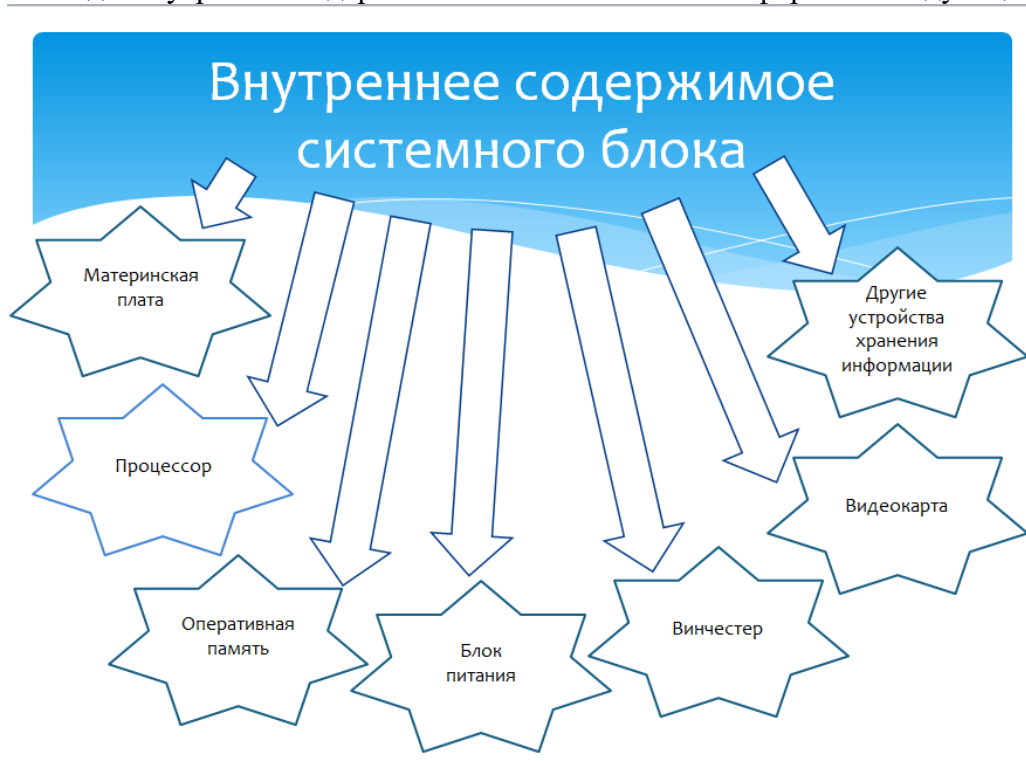 Внутреннее содержимое
системного блока
Материнская
плата
Процессор
Оперативная
память
Блок
питания
Винчестер
Видеокарта
Другие
устройства
хранения
информации